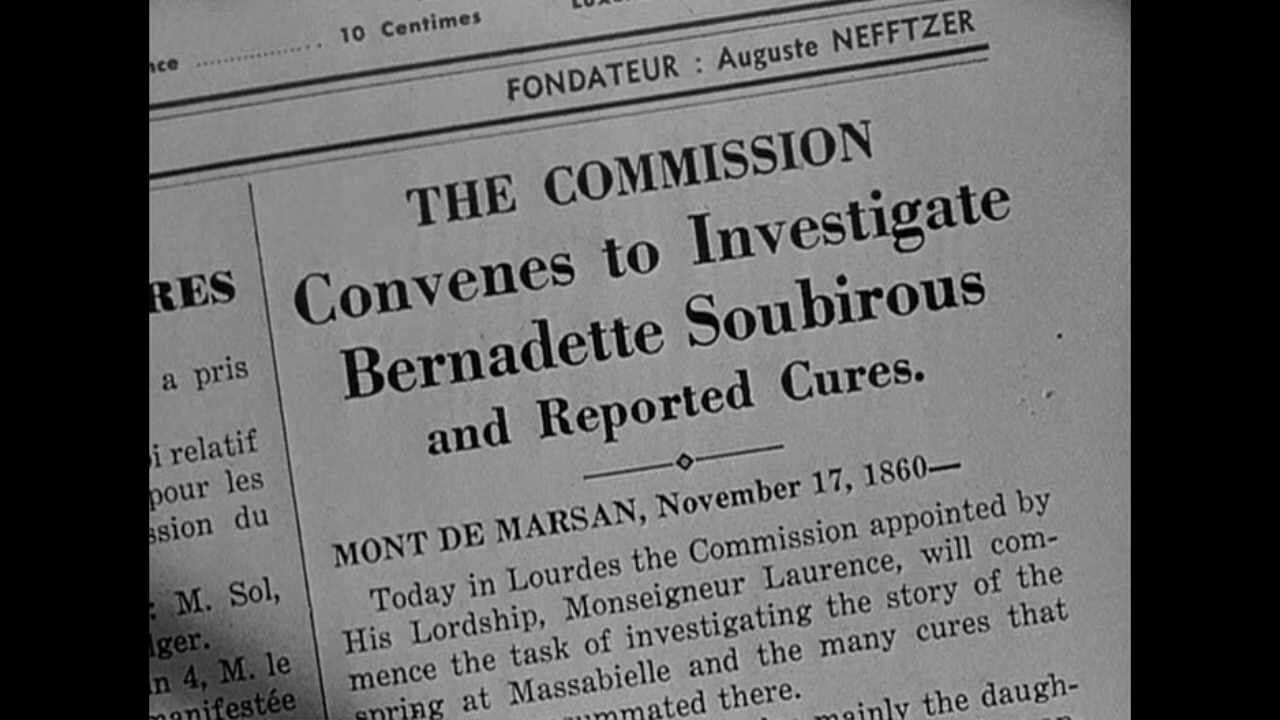 10 Centimes
FONDATEUR : Auguste NEFFTZER
RES
a pris
relatif
pour les
du
M. Sol,
4, M. le
THE COMMISSION
Convenes to Investigate
Bernadette Soubirous
and Reported Cures.
MONT DE MARSAN, November 17, 1860—
Today in Lourdes the Commission appointed by
His Lordship, Monseigneur Laurence, will com-
mence the task of investigating the story of the
spring at Massabielle and the many cures that
there.
mainly the daugh-